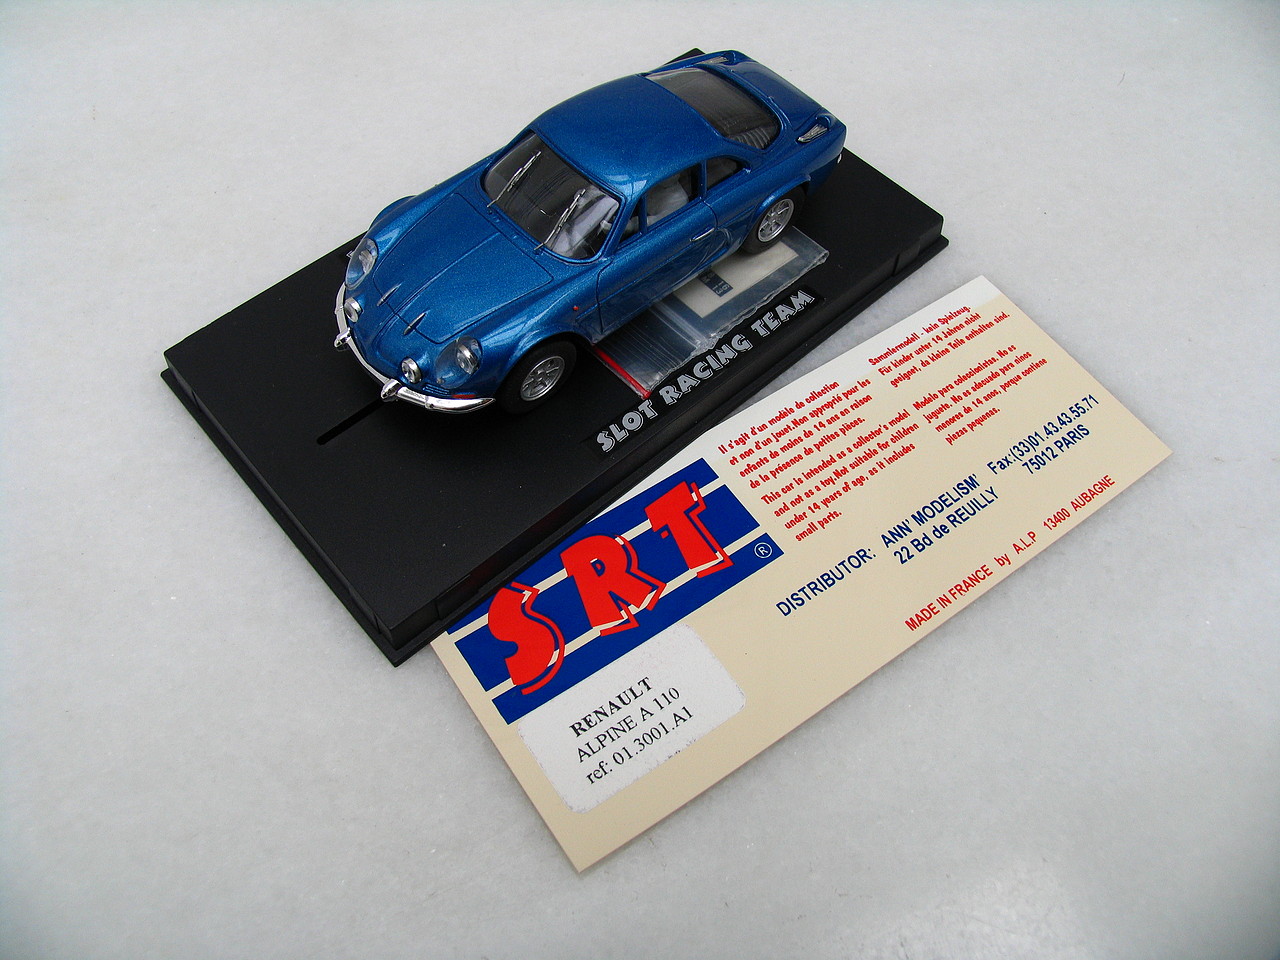 SLOT RACING TEAM
Il s'agit d'un modèle de collection
et non d'un jouet.Non approprié pour les
enfants de moins de 14 ans en raison
de la présence de petites pièces.
Sammlermodell - kein Spielzeug.
Für kinder unter 14 Jahren nicht
geeignet, da kleine Teile enthalten sind.
This car is intended as a collector's model
and not as a toy.Not suitable for children
under 14 years of age, as it includes
small parts.
Modelo para coleccionistas. No es
juguete. No es adecuado para ninos
menores de 14 anos, porque contiene
piezas pequenas.
SRT
®
DISTRIBUTOR: ANN' MODELISM' Fax:(33)01.43.43.55.71
22 Bd de REUILLY 75012 PARIS
MADE IN FRANCE by A.L.P 13400 AUBAGNE
RENAULT
ALPINE A 110
ref: 01.3001.A1